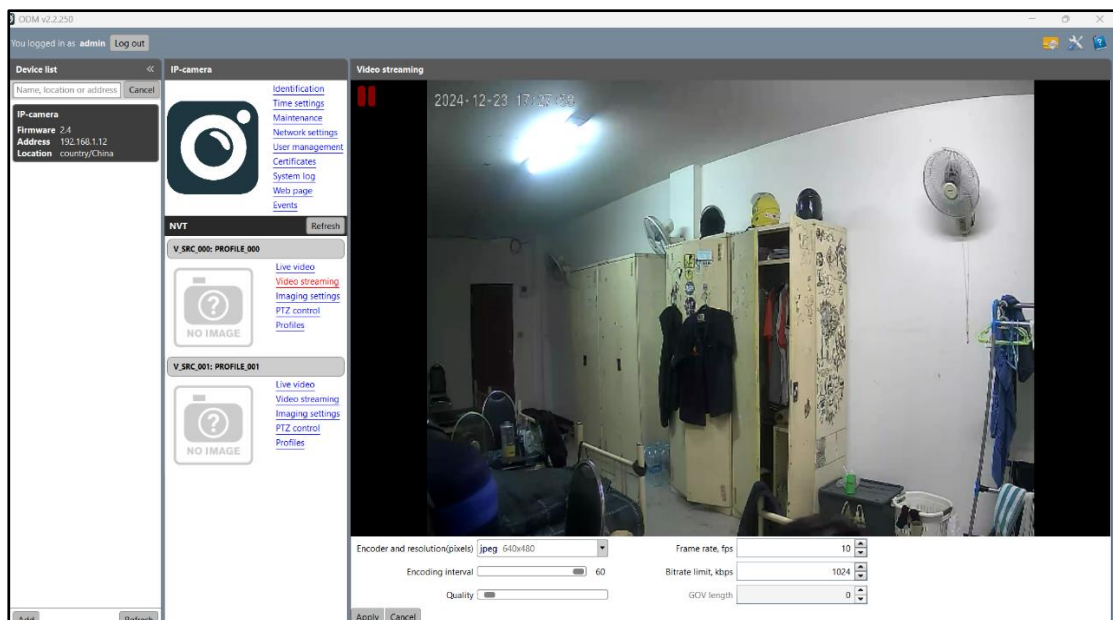 ODM v2.2.250
You logged in as admin Log out
Device list «
Name, location or address Cancel
IP-camera
Firmware 2.4
Address 192.168.1.12
Location country/China
Add Refresh
IP-camera
Identification
Time settings
Maintenance
Network settings
User management
Certificates
System log
Web page
Events
NVT Refresh
V_SRC_000: PROFILE_000
NO IMAGE
Live video
Video streaming
Imaging settings
PTZ control
Profiles
V_SRC_001: PROFILE_001
NO IMAGE
Live video
Video streaming
Imaging settings
PTZ control
Profiles
Video streaming
2024-12-23
Encoder and resolution(pixels) jpeg 640x480
Frame rate, fps 10
Encoding interval 60
Bitrate limit, kbps 1024
Quality
GOV length 0
Apply Cancel